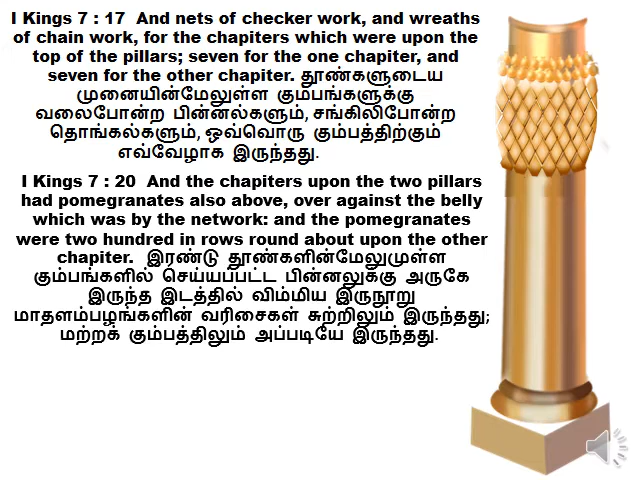 I Kings 7 : 17  And nets of checker work, and wreaths
of chain work, for the chapiters which were upon the
top of the pillars; seven for the one chapiter, and
seven for the other chapiter. தூண்களுடைய
முனையின்மேலுள்ள கும்பங்களுக்கு
வலைபோன்ற பின்னல்களும், சங்கிலிபோன்ற
தொங்கல்களும், ஒவ்வொரு கும்பத்திற்கும்
எவ்வேழாக இருந்தது.
I Kings 7 : 20  And the chapiters upon the two pillars
had pomegranates also above, over against the belly
which was by the network: and the pomegranates
were two hundred in rows round about upon the other
chapiter.  இரண்டு தூண்களின்மேலுமுள்ள
கும்பங்களில் செய்யப்பட்ட பின்னலுக்கு அருகே
இருந்த இடத்தில் விம்மிய இருநூறு
மாதளம்பழங்களின் வரிசைகள் சுற்றிலும் இருந்தது;
மற்றக் கும்பத்திலும் அப்படியே இருந்தது.